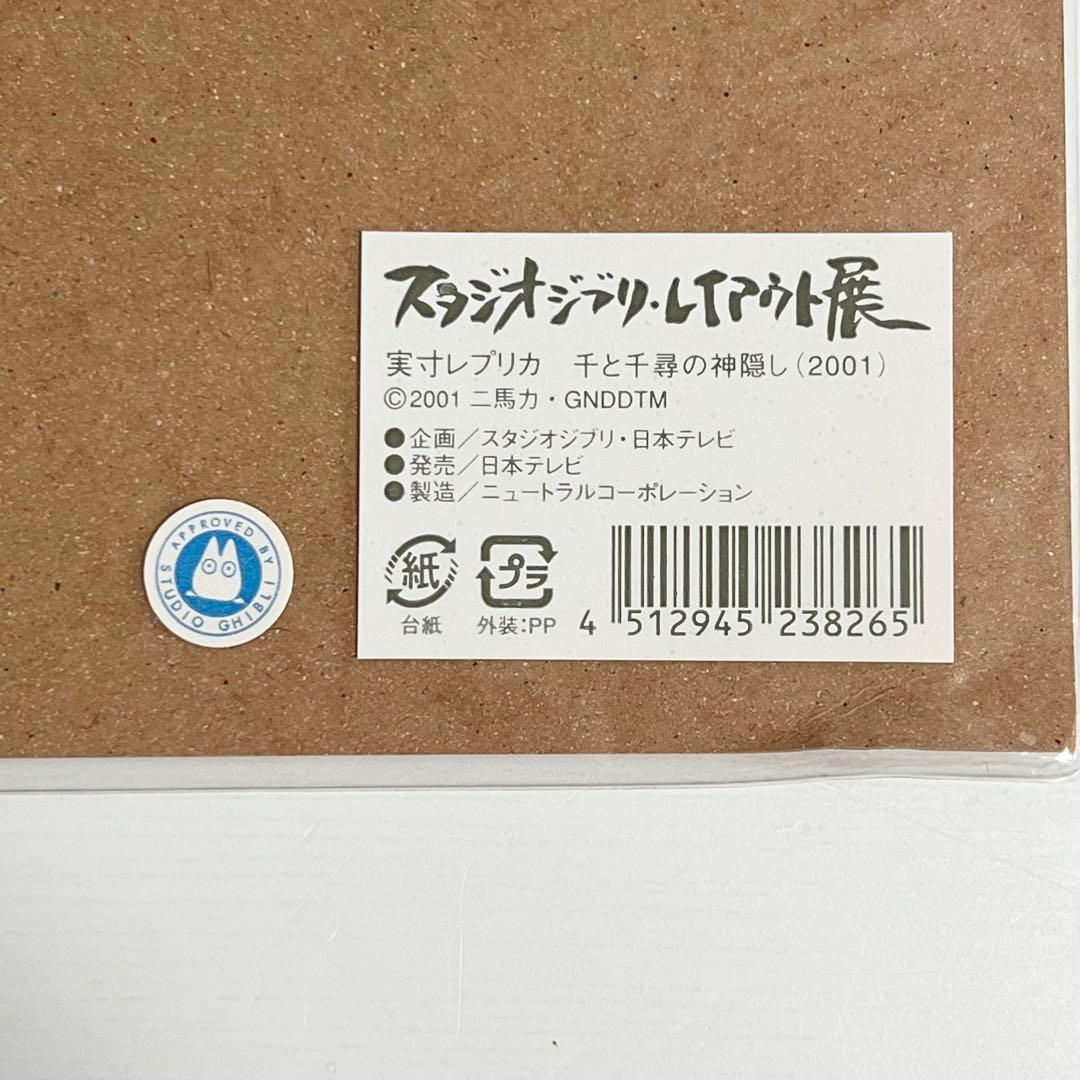 スタジオジブリ・レイアウト展
実寸レプリカ 千と千尋の神隠し(2001)
©2001 二馬力・GNDDTM
●企画/スタジオジブリ・日本テレビ
●発売/日本テレビ
●製造/ニュートラルコーポレーション
紙
台紙
プラ
外装:PP
4 512945 238265
APPROVED BY
STUDIO GHIBLI